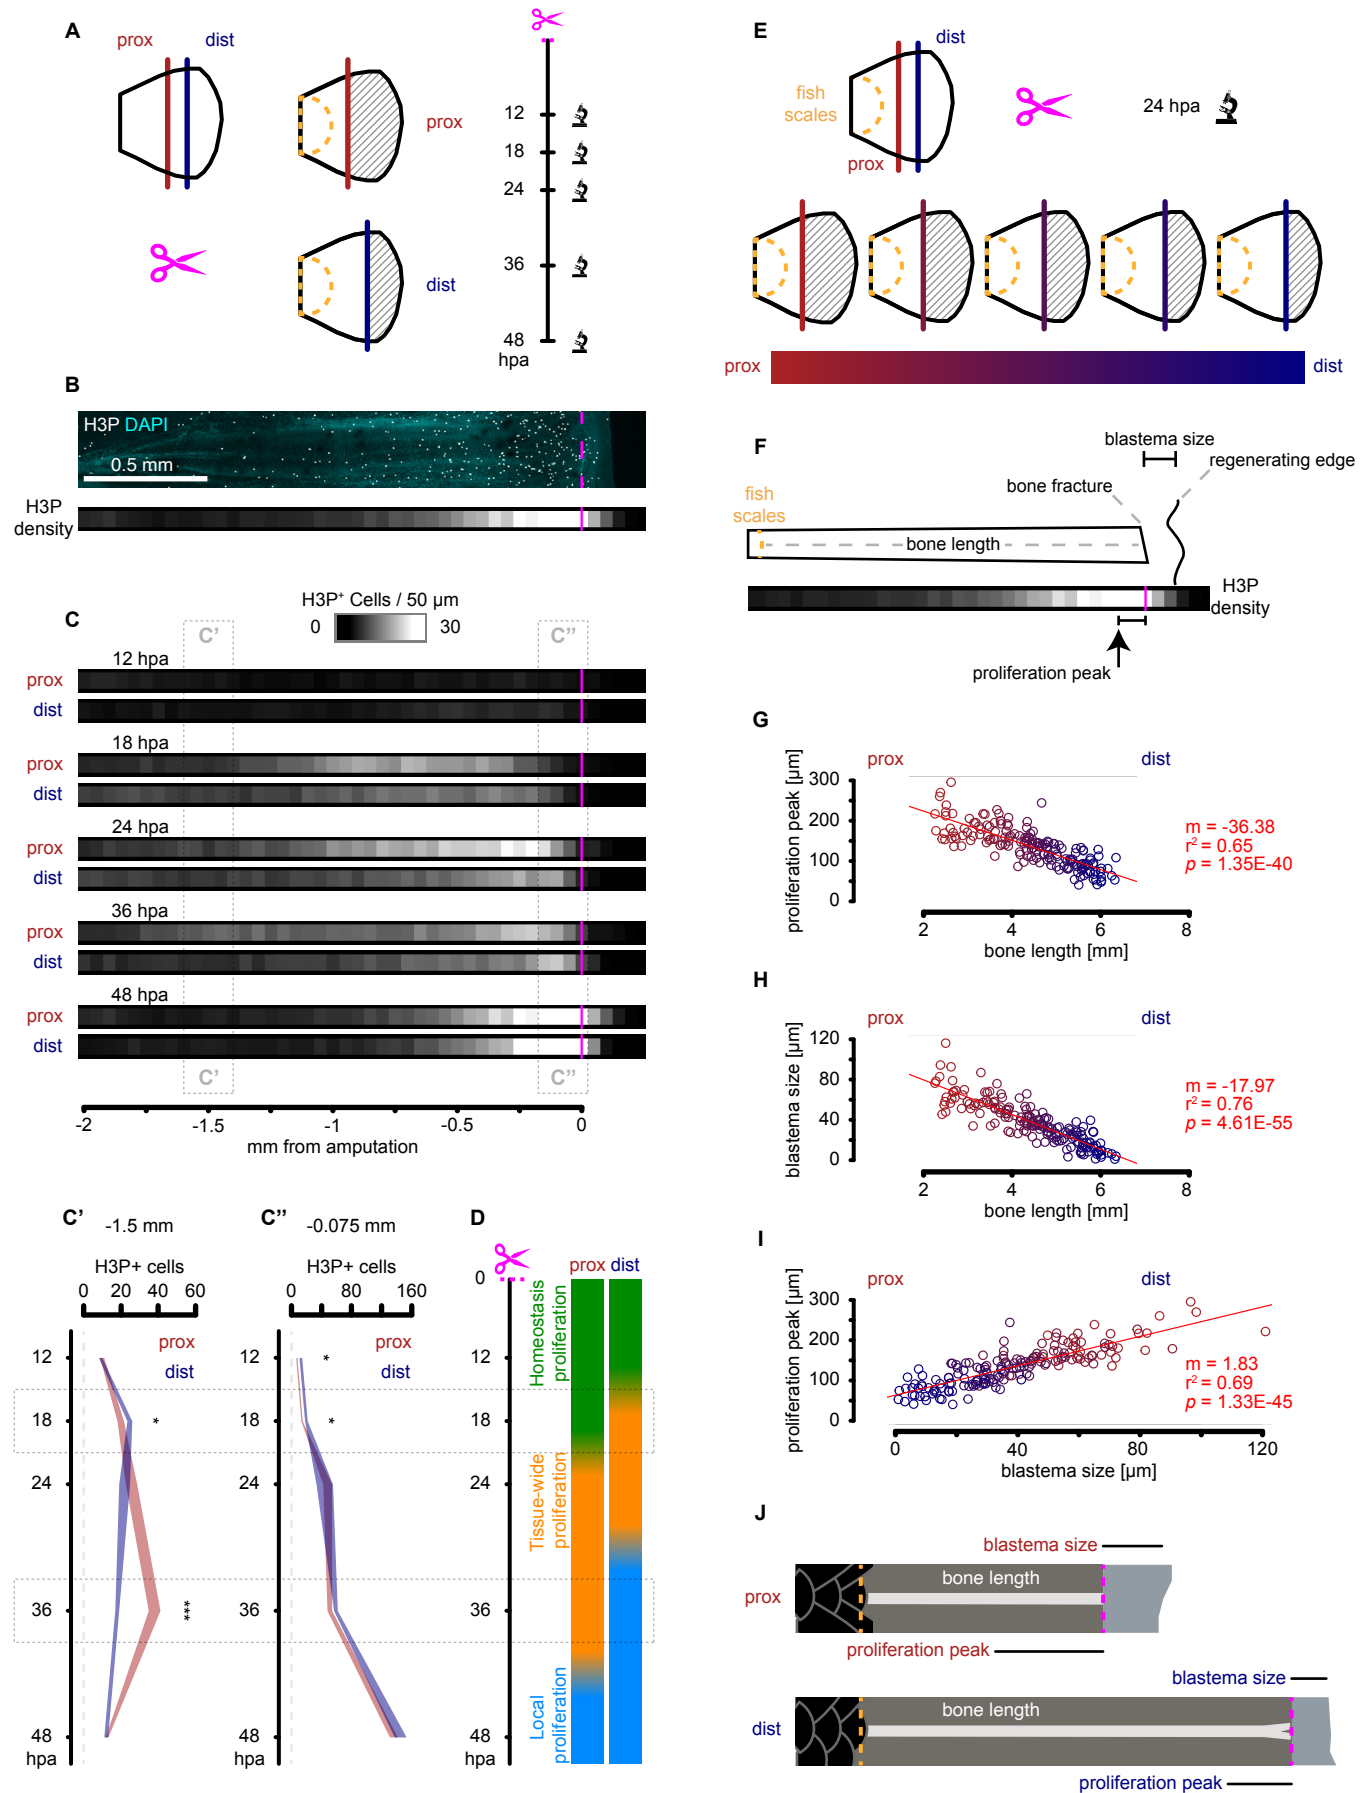 A
prox
dist
prox
dist
12
18
24
36
48
hpa
B
H3P DAPI
0.5 mm
H3P
density
C
H3P⁺ Cells / 50 µm
0
30
C'
C''
12 hpa
prox
dist
18 hpa
prox
dist
24 hpa
prox
dist
36 hpa
prox
dist
48 hpa
prox
dist
C'
C''
-2
-1.5
-1
-0.5
0
mm from amputation
C'
-1.5 mm
H3P+ cells
0
20
40
60
prox
dist
12
18
24
36
48
hpa
*
***
C''
-0.075 mm
H3P+ cells
0
80
160
prox
dist
12
18
24
36
48
hpa
*
*
D
prox dist
0
12
18
24
36
48
hpa
Homeostasis
proliferation
Tissue-wide
proliferation
Local
proliferation
E
dist
fish
scales
prox
24 hpa
prox
dist
F
blastema size
regenerating edge
bone fracture
fish
scales
bone length
H3P
density
proliferation peak
G
prox
dist
proliferation peak [µm]
300
200
100
0
m = -36.38
r² = 0.65
p = 1.35E-40
2
4
6
8
bone length [mm]
H
prox
dist
blastema size [µm]
120
80
40
0
m = -17.97
r² = 0.76
p = 4.61E-55
2
4
6
8
bone length [mm]
I
prox
dist
proliferation peak [µm]
300
200
100
0
m = 1.83
r² = 0.69
p = 1.33E-45
0
40
80
120
blastema size [µm]
J
blastema size
bone length
prox
proliferation peak
blastema size
bone length
dist
proliferation peak